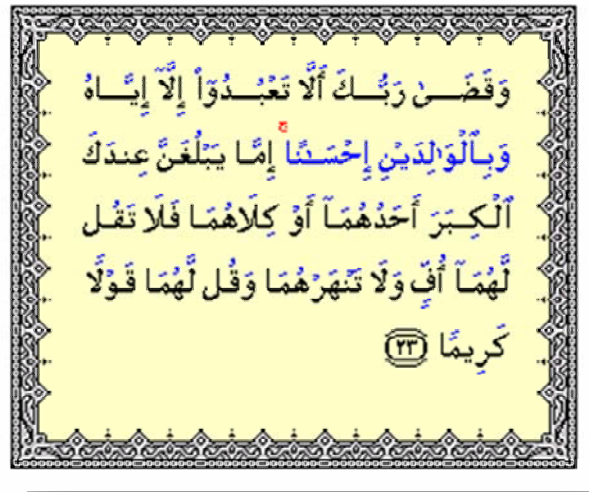 وَقَضَىٰ رَبُّكَ أَلَّا تَعْبُدُوٓا۟ إِلَّآ إِيَّاهُ
وَبِٱلْوَٰلِدَيْنِ إِحْسَـٰنًا ۚ إِمَّا يَبْلُغَنَّ عِندَكَ
ٱلْكِبَرَ أَحَدُهُمَآ أَوْ كِلَاهُمَا فَلَا تَقُل
لَّهُمَآ أُفٍّ وَلَا تَنْهَرْهُمَا وَقُل لَّهُمَا قَوْلًا
كَرِيمًا ٢٣